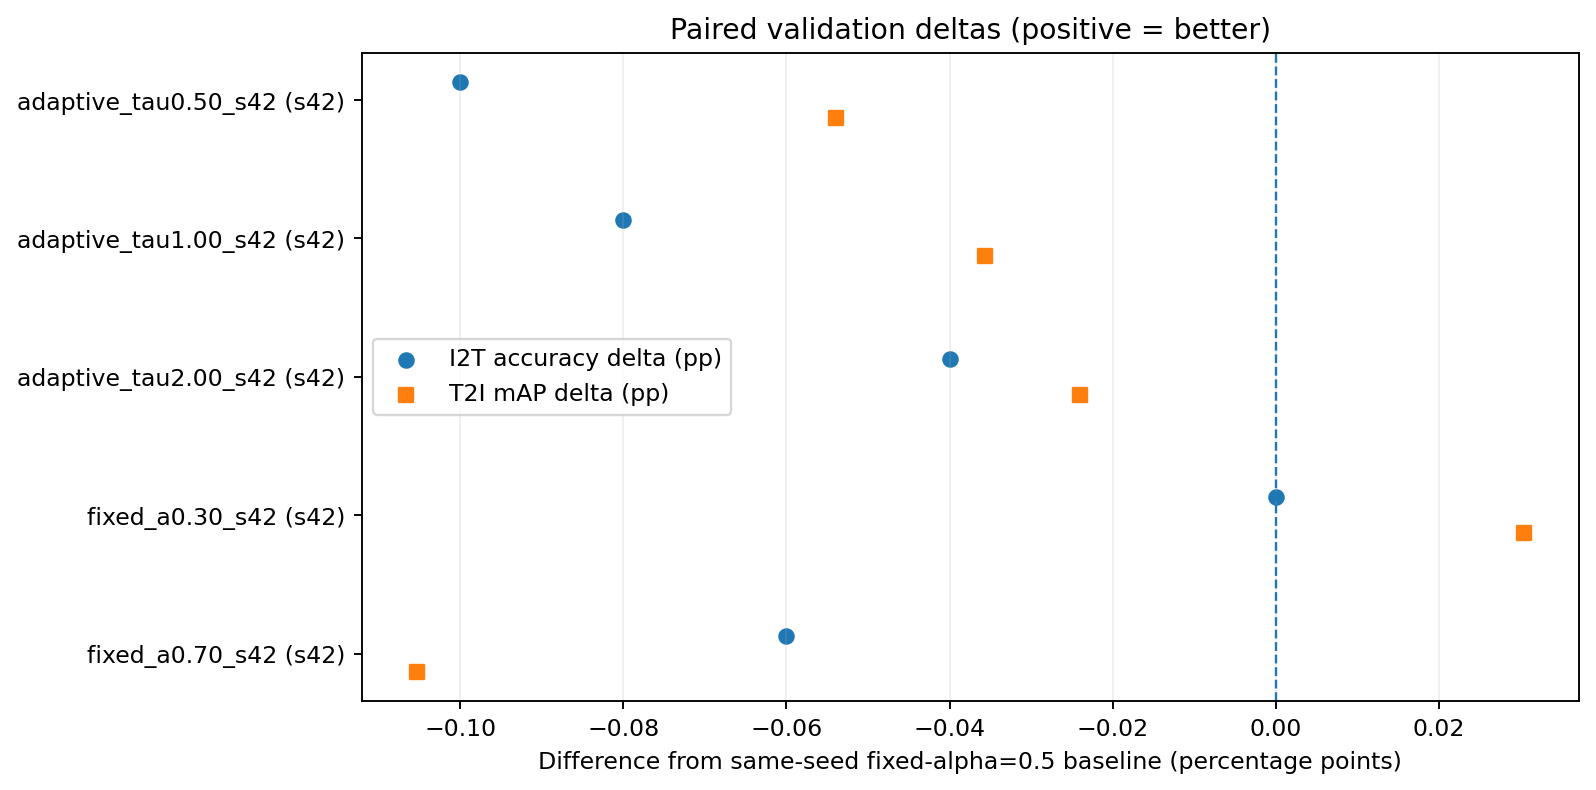 Paired validation deltas (positive = better)
adaptive_tau0.50_s42 (s42)
adaptive_tau1.00_s42 (s42)
adaptive_tau2.00_s42 (s42)
fixed_a0.30_s42 (s42)
fixed_a0.70_s42 (s42)
I2T accuracy delta (pp)
T2I mAP delta (pp)
−0.10 −0.08 −0.06 −0.04 −0.02 0.00 0.02
Difference from same-seed fixed-alpha=0.5 baseline (percentage points)